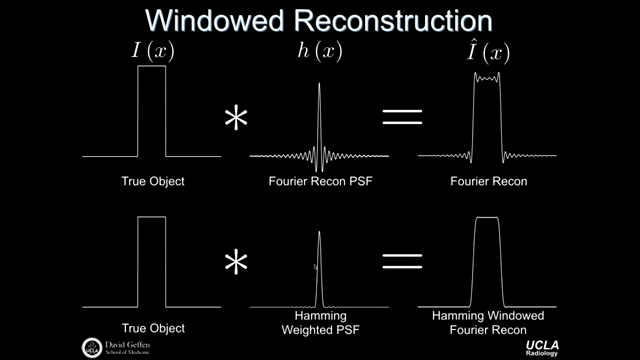 Windowed Reconstruction
I (x) h (x) Î (x)
* =
True Object Fourier Recon PSF Fourier Recon
* =
True Object Hamming Weighted PSF Hamming Windowed Fourier Recon
UCLA David Geffen School of Medicine
UCLA Radiology